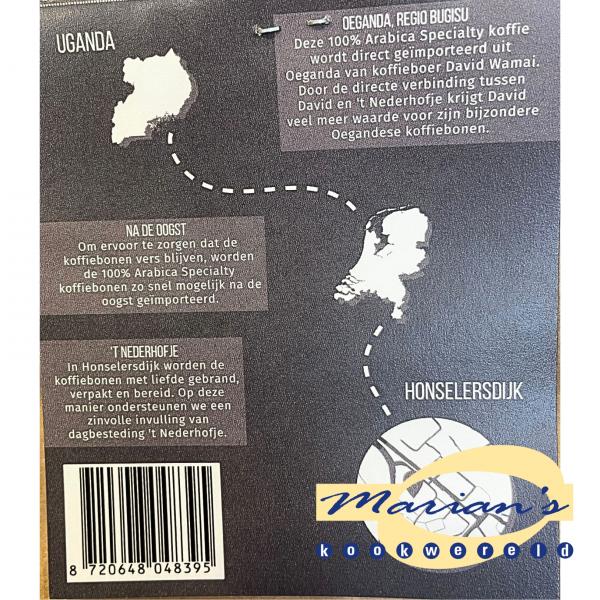 UGANDA
OEGANDA, REGIO BUGISU
Deze 100% Arabica Specialty koffie
wordt direct geïmporteerd uit
Oeganda van koffieboer David Wamai.
Door de directe verbinding tussen
David en 't Nederhofje krijgt David
veel meer waarde voor zijn bijzondere
Oegandese koffiebonen.
NA DE OOGST
Om ervoor te zorgen dat de
koffiebonen vers blijven, worden
de 100% Arabica Specialty
koffiebonen zo snel mogelijk na de
oogst geïmporteerd.
'T NEDERHOFJE
In Honselersdijk worden de
koffiebonen met liefde gebrand,
verpakt en bereid. Op deze
manier ondersteunen we een
zinvolle invulling van
dagbesteding 't Nederhofje.
HONSELERSDIJK
8 720648 048395
Marian's
kookwereld